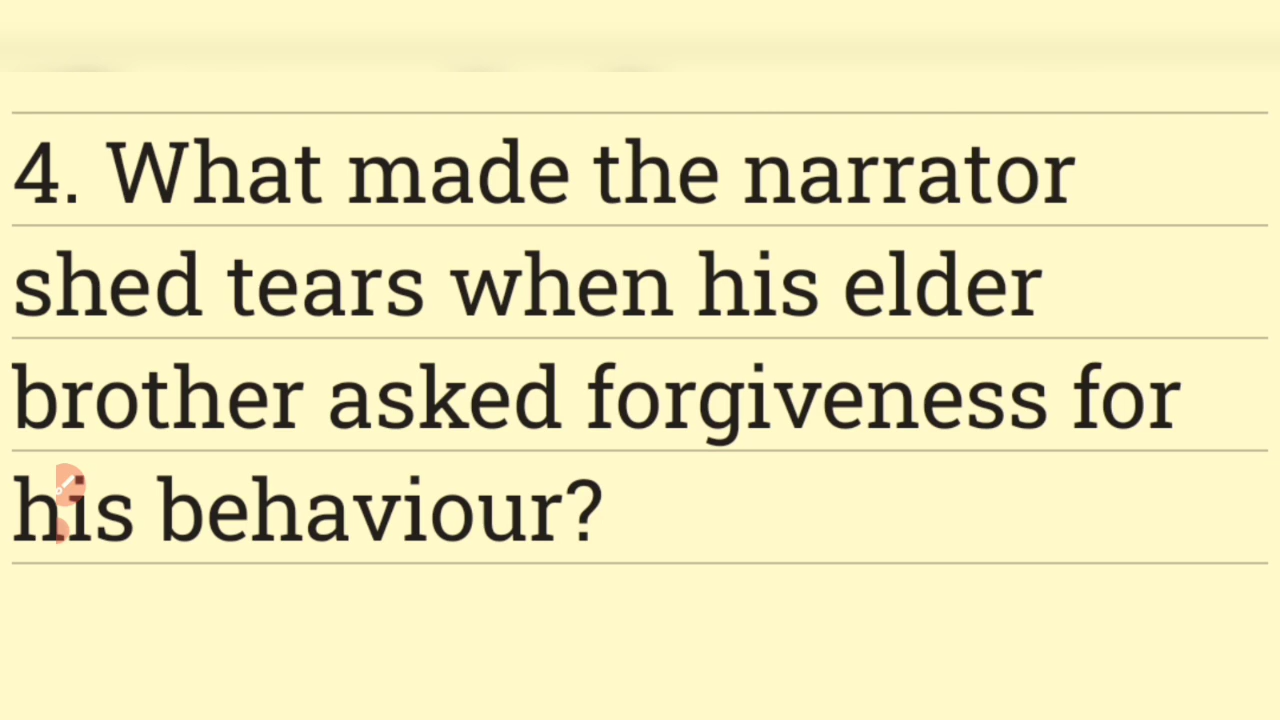 4. What made the narrator
shed tears when his elder
brother asked forgiveness for
his behaviour?